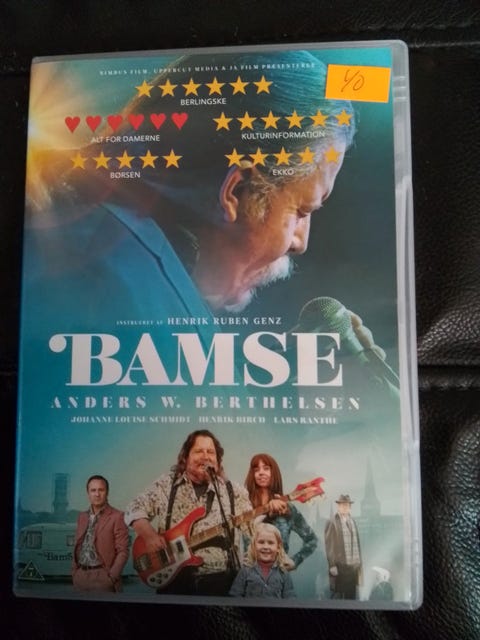 NIMBUS FILM, UPPERCUT MEDIA & JA FILM PRÆSENTERER
40
BERLINGSKE
ALT FOR DAMERNE
KULTURINFORMATION
BØRSEN
EKKO
INSTRUERET AF HENRIK RUBEN GENZ
BAMSE
ANDERS W. BERTHELSEN
JOHANNE LOUISE SCHMIDT HENRIK BIRCH LARS RANTHE
BamS